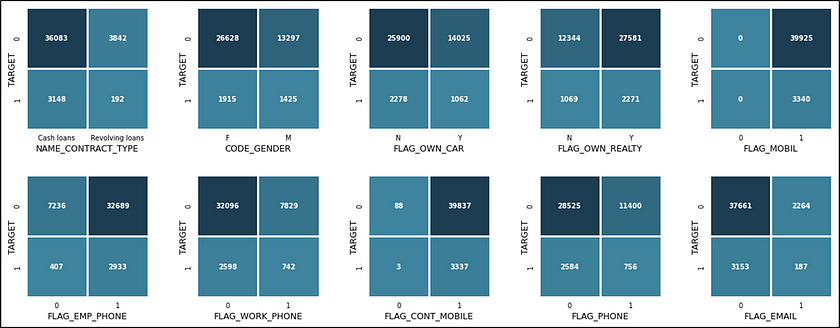 TARGET 0 36083 3842
1 3148 192
Cash loans Revolving loans
NAME_CONTRACT_TYPE
TARGET 0 26628 13297
1 1915 1425
F M
CODE_GENDER
TARGET 0 25900 14025
1 2278 1062
N Y
FLAG_OWN_CAR
TARGET 0 12344 27581
1 1069 2271
N Y
FLAG_OWN_REALTY
TARGET 0 0 39925
1 0 3340
0 1
FLAG_MOBIL
TARGET 0 7236 32689
1 407 2933
0 1
FLAG_EMP_PHONE
TARGET 0 32096 7829
1 2598 742
0 1
FLAG_WORK_PHONE
TARGET 0 88 39837
1 3 3337
0 1
FLAG_CONT_MOBILE
TARGET 0 28525 11400
1 2584 756
0 1
FLAG_PHONE
TARGET 0 37661 2264
1 3153 187
0 1
FLAG_EMAIL